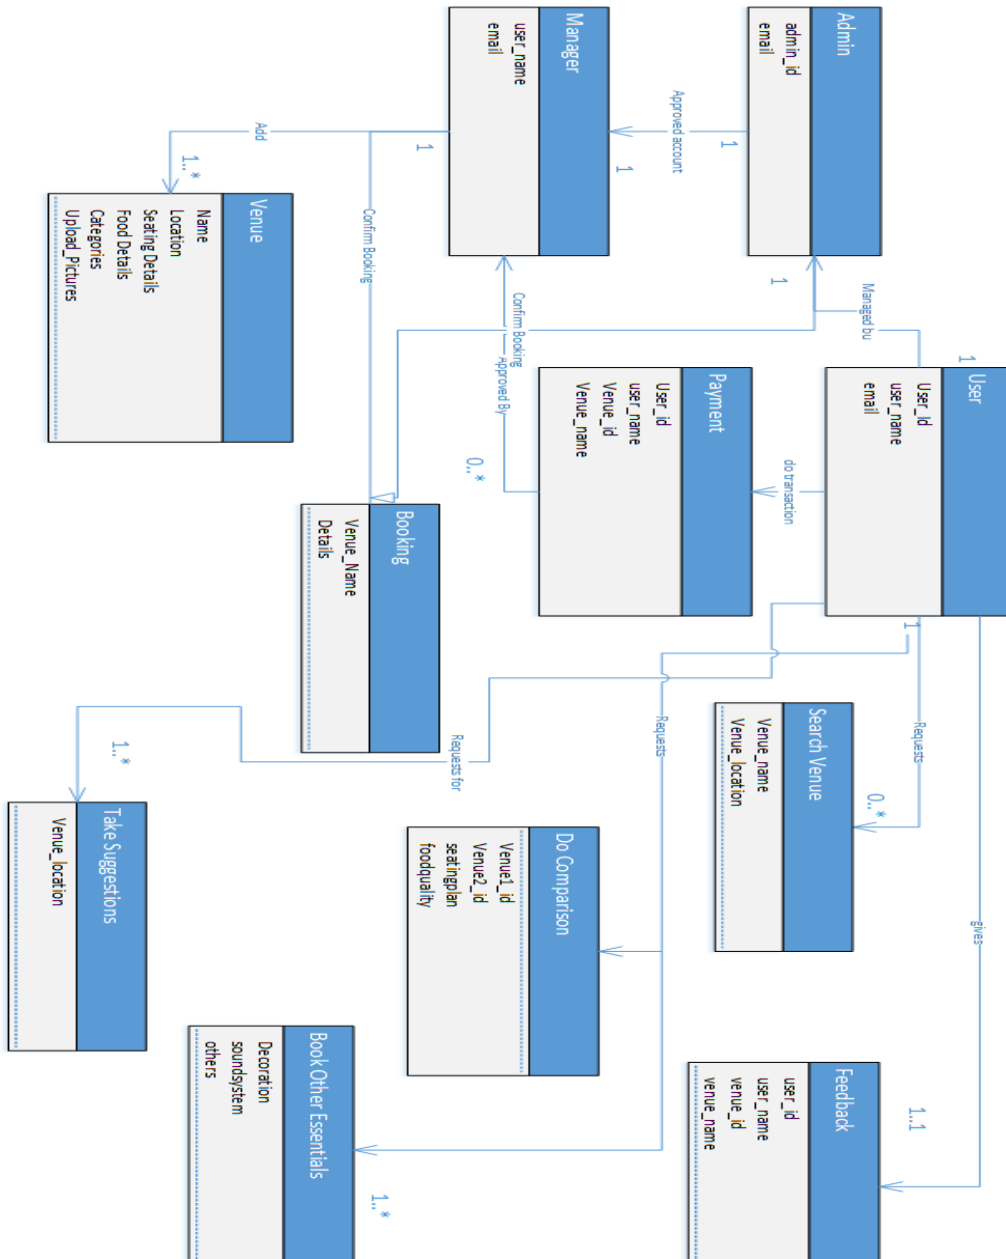 User
User_Id
user_name
email
1
Managed bu
do transaction
1
Requests
gives
Admin
admin_id
email
1
1
Approved account
1
Payment
User_id
user_name
Venue_id
Venue_name
0..*
Search Venue
Venue_name
Venue_location
0..*
Feedback
user_id
user_name
venue_id
venue_name
1..1
Manager
user_name
email
1
Confirm Booking
Approved By
Requests
Do Comparison
Venue1_id
Venue2_id
seatingplan
foodquality
Add
1..*
Confirm Booking
Booking
Venue_Name
Details
Requests for
Book Other Essentials
Decoration
soundsystem
others
1..*
Venue
Name
Location
Seating Details
Food Details
Categories
Upload_Pictures
1..*
Take Suggestions
Venue_location